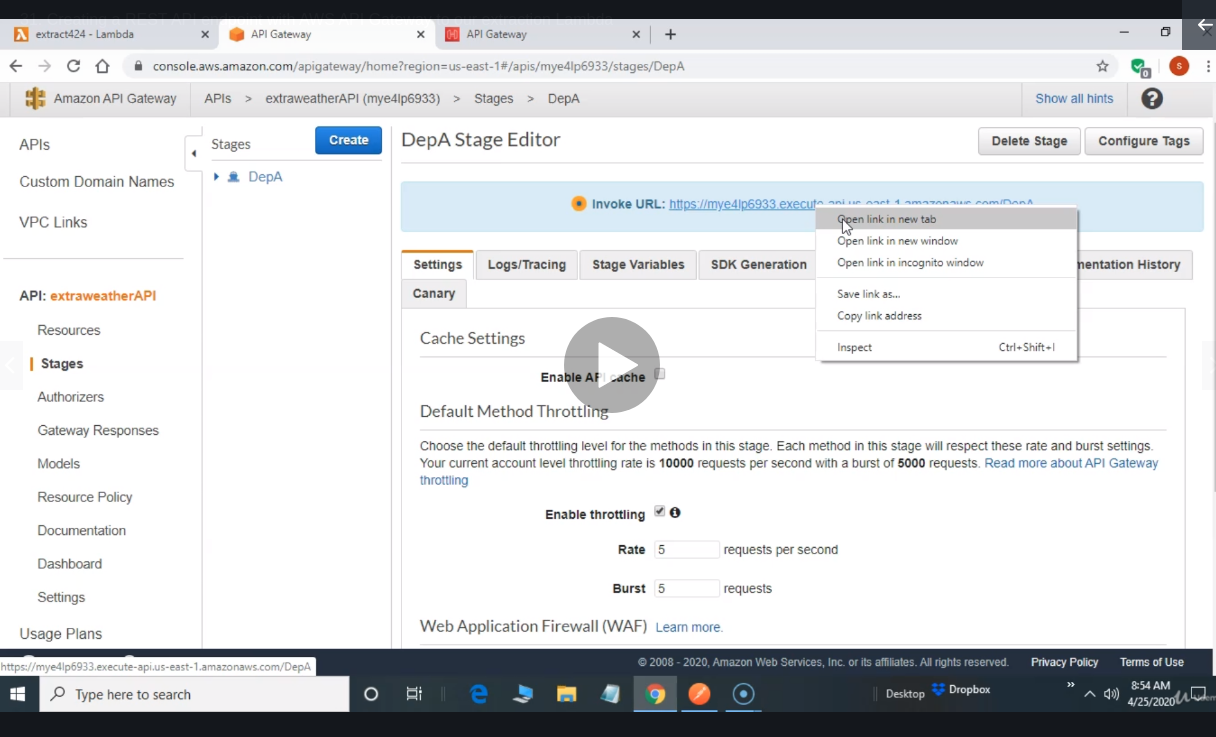 extract424 - Lambda
API Gateway
API Gateway
console.aws.amazon.com/apigateway/home?region=us-east-1#/apis/mye4lp6933/stages/DepA
0
S
Amazon API Gateway
APIs > extraweatherAPI (mye4lp6933) > Stages > DepA
Show all hints
APIs
Custom Domain Names
VPC Links
API: extraweatherAPI
Resources
Stages
Authorizers
Gateway Responses
Models
Resource Policy
Documentation
Dashboard
Settings
Usage Plans
Stages
Create
DepA
DepA Stage Editor
Delete Stage
Configure Tags
Invoke URL: https://mye4lp6933.execute-api.us-east-1.amazonaws.com/DepA
Open link in new tab
Open link in new window
Open link in incognito window
Save link as...
Copy link address
Inspect Ctrl+Shift+I
Settings
Logs/Tracing
Stage Variables
SDK Generation
mentation History
Canary
Cache Settings
Enable API cache
Default Method Throttling
Choose the default throttling level for the methods in this stage. Each method in this stage will respect these rate and burst settings.
Your current account level throttling rate is 10000 requests per second with a burst of 5000 requests. Read more about API Gateway
throttling
Enable throttling
Rate 5 requests per second
Burst 5 requests
Web Application Firewall (WAF) Learn more.
https://mye4lp6933.execute-api.us-east-1.amazonaws.com/DepA
© 2008 - 2020, Amazon Web Services, Inc. or its affiliates. All rights reserved.
Privacy Policy
Terms of Use
Type here to search
Desktop
Dropbox
8:54 AM
4/25/2020